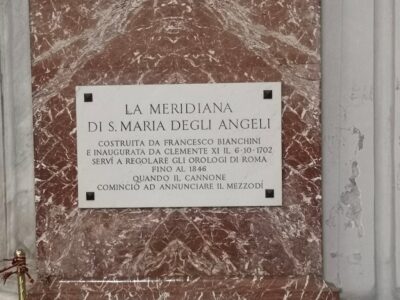 LA MERIDIANA
DI S. MARIA DEGLI ANGELI
COSTRUITA DA FRANCESCO BIANCHINI
E INAUGURATA DA CLEMENTE XI IL 6-10-1702
SERVÌ A REGOLARE GLI OROLOGI DI ROMA
FINO AL 1846
QUANDO IL CANNONE
COMINCIÒ AD ANNUNCIARE IL MEZZODÍ